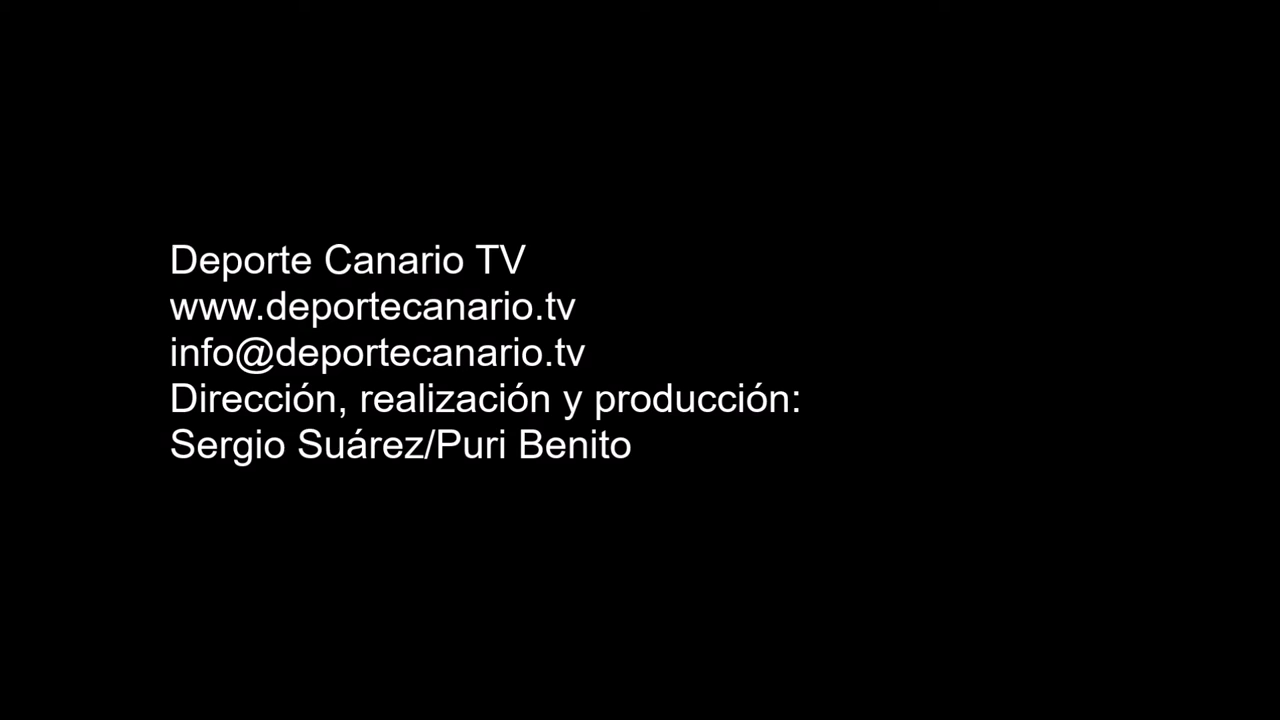 Deporte Canario TV
www.deportecanario.tv
info@deportecanario.tv
Dirección, realización y producción:
Sergio Suárez/Puri Benito